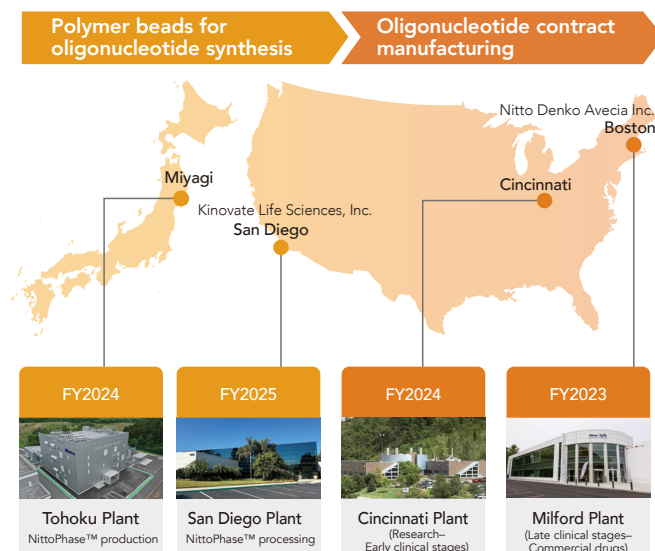 Polymer beads for
oligonucleotide synthesis
Oligonucleotide contract
manufacturing
Nitto Denko Avecia Inc.
Boston
Miyagi
Cincinnati
Kinovate Life Sciences, Inc.
San Diego
FY2024
FY2025
FY2024
FY2023
Tohoku Plant
NittoPhase™ production
San Diego Plant
NittoPhase™ processing
Cincinnati Plant
(Research–
Early clinical stages)
Milford Plant
(Late clinical stages–
Commercial drugs)